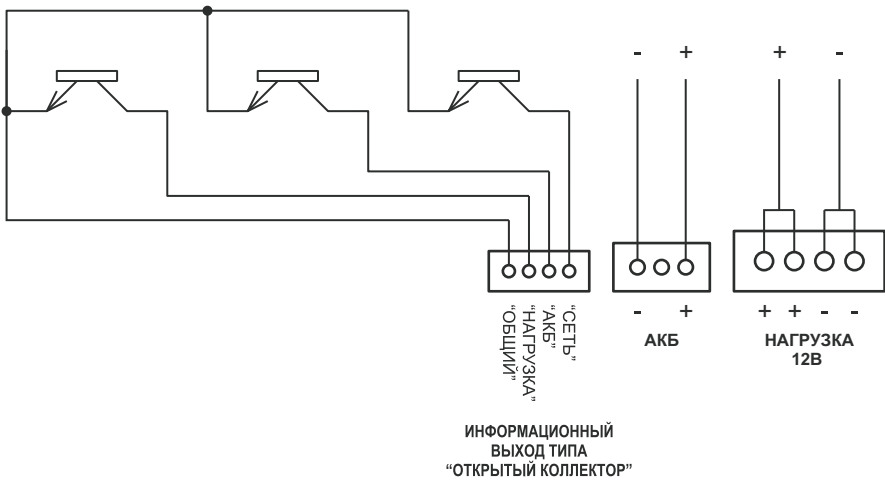 - + + -
"ОБЩИЙ"
"НАГРУЗКА"
"АКБ"
"СЕТЬ"
- +
АКБ
+ + - -
НАГРУЗКА
12В
ИНФОРМАЦИОННЫЙ
ВЫХОД ТИПА
"ОТКРЫТЫЙ КОЛЛЕКТОР"